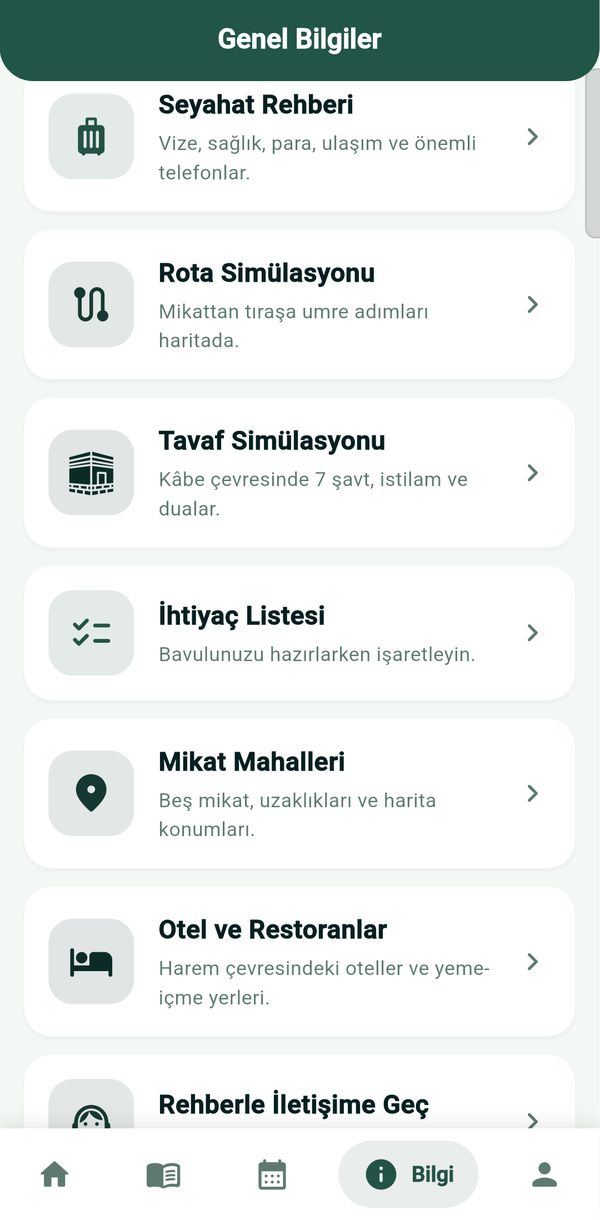 Genel Bilgiler
Seyahat Rehberi
Vize, sağlık, para, ulaşım ve önemli
telefonlar.
Rota Simülasyonu
Mikattan tıraşa umre adımları
haritada.
Tavaf Simülasyonu
Kâbe çevresinde 7 şavt, istilam ve
dualar.
İhtiyaç Listesi
Bavulunuzu hazırlarken işaretleyin.
Mikat Mahalleri
Beş mikat, uzaklıkları ve harita
konumları.
Otel ve Restoranlar
Harem çevresindeki oteller ve yeme-
içme yerleri.
Rehberle İletişime Geç
Bilgi